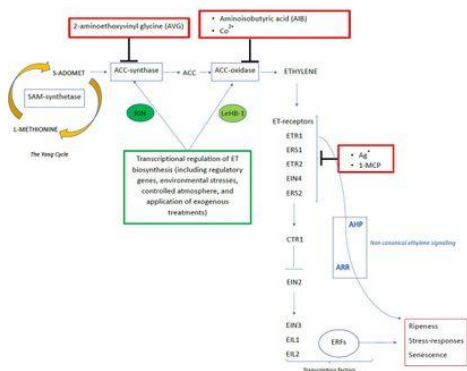 2-aminoethoxyvinyl glycine (AVG)
• Aminoisobutyric acid (AIB)
• Co2+
S-ADOMET
ACC-synthase
ACC
ACC-oxidase
ETHYLENE
SAM-synthetase
L-METHIONINE
The Yang Cycle
RIN
LeHB-1
Transcriptional regulation of ET
biosynthesis (including regulatory
genes, environmental stresses,
controlled atmosphere, and
application of exogenous
treatments)
ET-receptors
ETR1
ERS1
ETR2
EIN4
ERS2
• Ag+
• 1-MCP
AHP
Non canonical ethylene signalling
ARR
CTR1
EIN2
EIN3
EIL1
EIL2
ERFs
Transcription factors
Ripeness
Stress-responses
Senescence